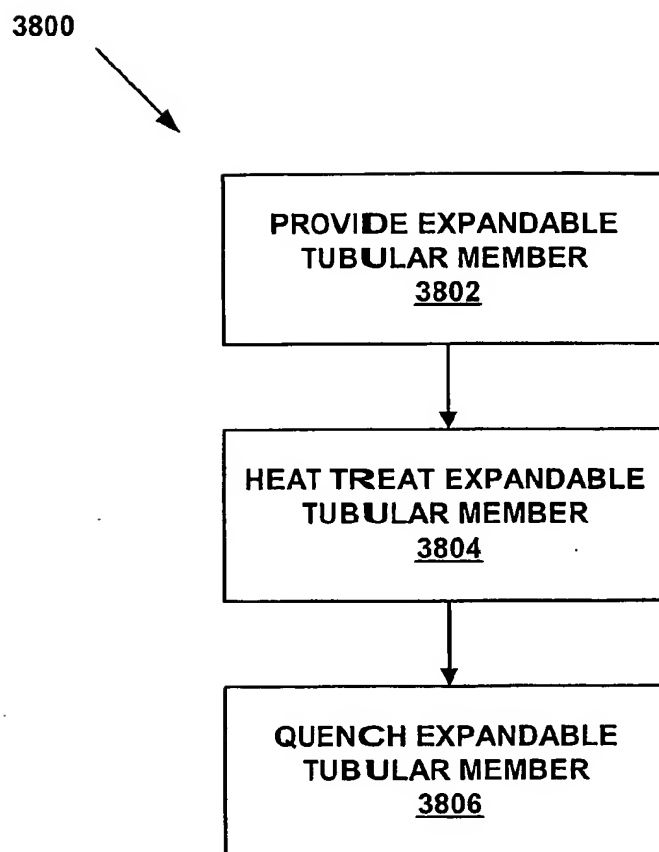 3800
PROVIDE EXPANDABLE
TUBULAR MEMBER
3802
HEAT TREAT EXPANDABLE
TUBULAR MEMBER
3804
QUENCH EXPANDABLE
TUBULAR MEMBER
3806